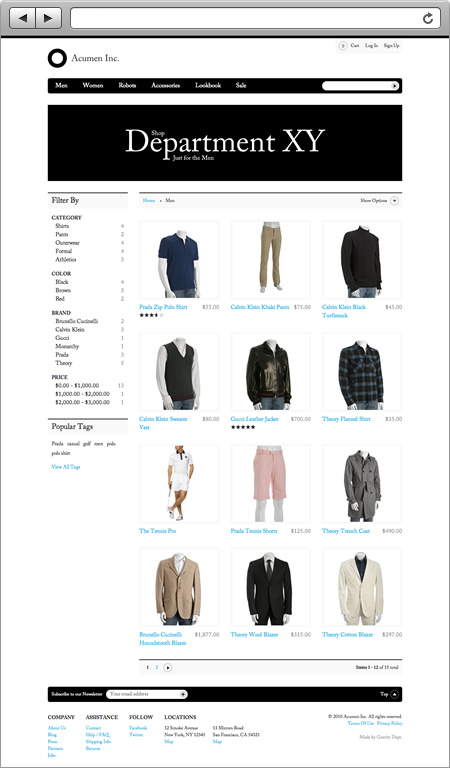 0 Cart Log In Sign Up
Acumen Inc.
Men Women Robots Accessories Lookbook Sale
Shop
Department XY
Just for the Men
Filter By
CATEGORY
Shirts 4
Pants 2
Outerwear 4
Formal 4
Athletics 3
COLOR
Black 4
Brown 3
Red 2
BRAND
Brunello Cucinelli 2
Calvin Klein 3
Gucci 1
Monarchy 1
Prada 3
Theory 5
PRICE
$0.00 - $1,000.00 13
$1,000.00 - $2,000.00 1
$2,000.00 - $3,000.00 1
Popular Tags
Prada casual golf men polo
polo shirt
View All Tags
Home » Men Show Options
Prada Zip Polo Shirt $55.00
Calvin Klein Khaki Pants $75.00
Calvin Klein Black $45.00
Turtleneck
Calvin Klein Sweater $90.00
Vest
Gucci Leather Jacket $700.00
Theory Flannel Shirt $35.00
The Tennis Pro
Prada Tennis Shorts $125.00
Theory Trench Coat $490.00
Brunello Cucinelli $1,877.00
Houndstooth Blazer
Theory Wool Blazer $315.00
Theory Cotton Blazer $297.00
1 2 Items 1 - 12 of 15 total
Subscribe to our Newsletter Your email address Top
COMPANY
About Us
Blog
Press
Partners
Jobs
ASSISTANCE
Contact
Help / FAQ
Shipping Info
Returns
FOLLOW
Facebook
Twitter
LOCATIONS
12 Smoke Avenue
New York, NY 12345
Map
13 Mirron Road
San Francisco, CA 54321
Map
© 2010 Acumen Inc. All rights reserved.
Terms Of Use Privacy Policy
Made by Gravity Dept.